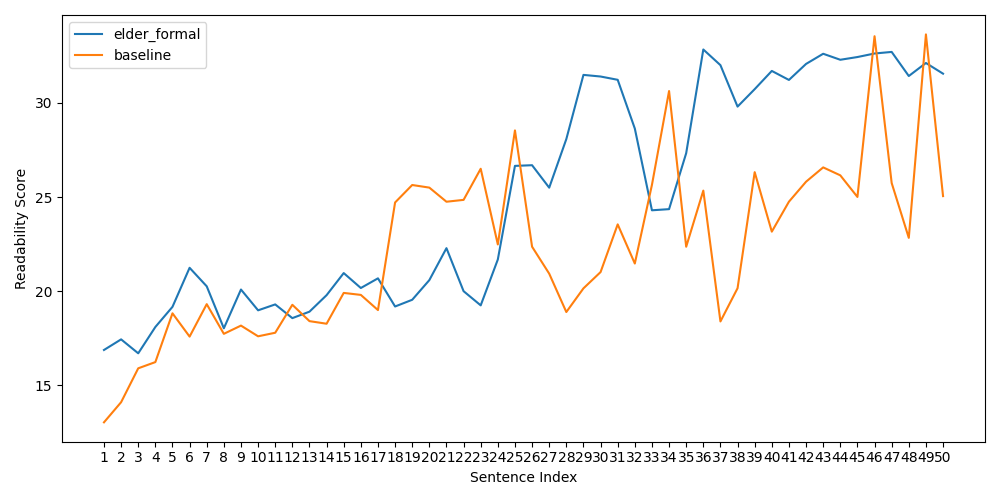 elder_formal
baseline
Readability Score
30
25
20
15
1 2 3 4 5 6 7 8 9 10 11 12 13 14 15 16 17 18 19 20 21 22 23 24 25 26 27 28 29 30 31 32 33 34 35 36 37 38 39 40 41 42 43 44 45 46 47 48 49 50
Sentence Index